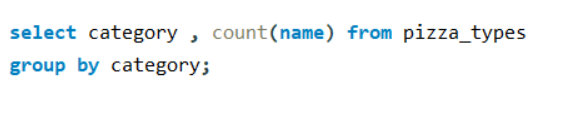 select category , count(name) from pizza_types
group by category;